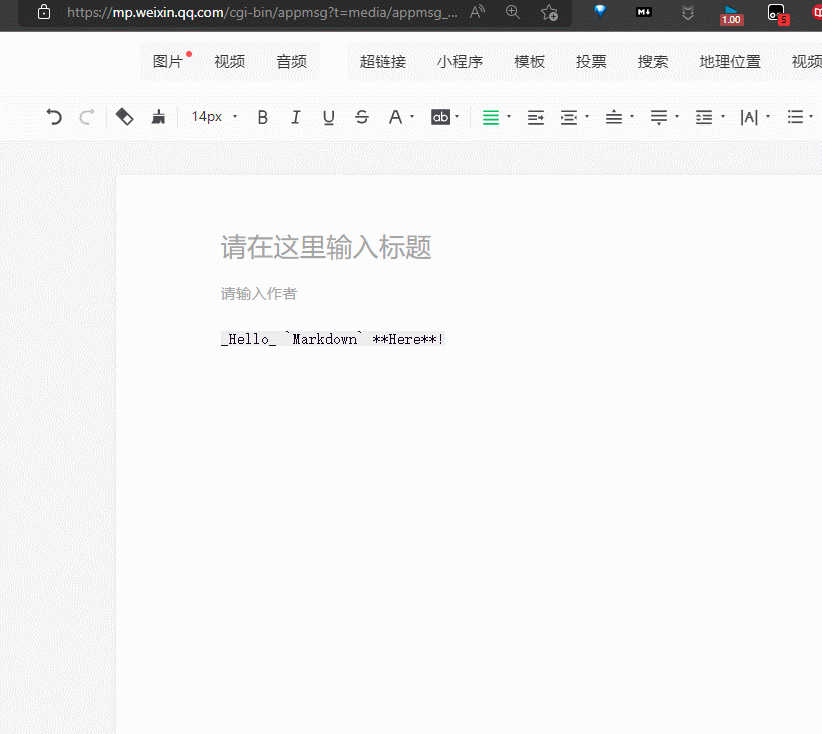 https://mp.weixin.qq.com/cgi-bin/appmsg?t=media/appmsg_... A 1.00 5
图片 视频 音频 超链接 小程序 模板 投票 搜索 地理位置 视频
14px B I U S A ab A
请在这里输入标题
请输入作者
_Hello_ `Markdown` **Here**!